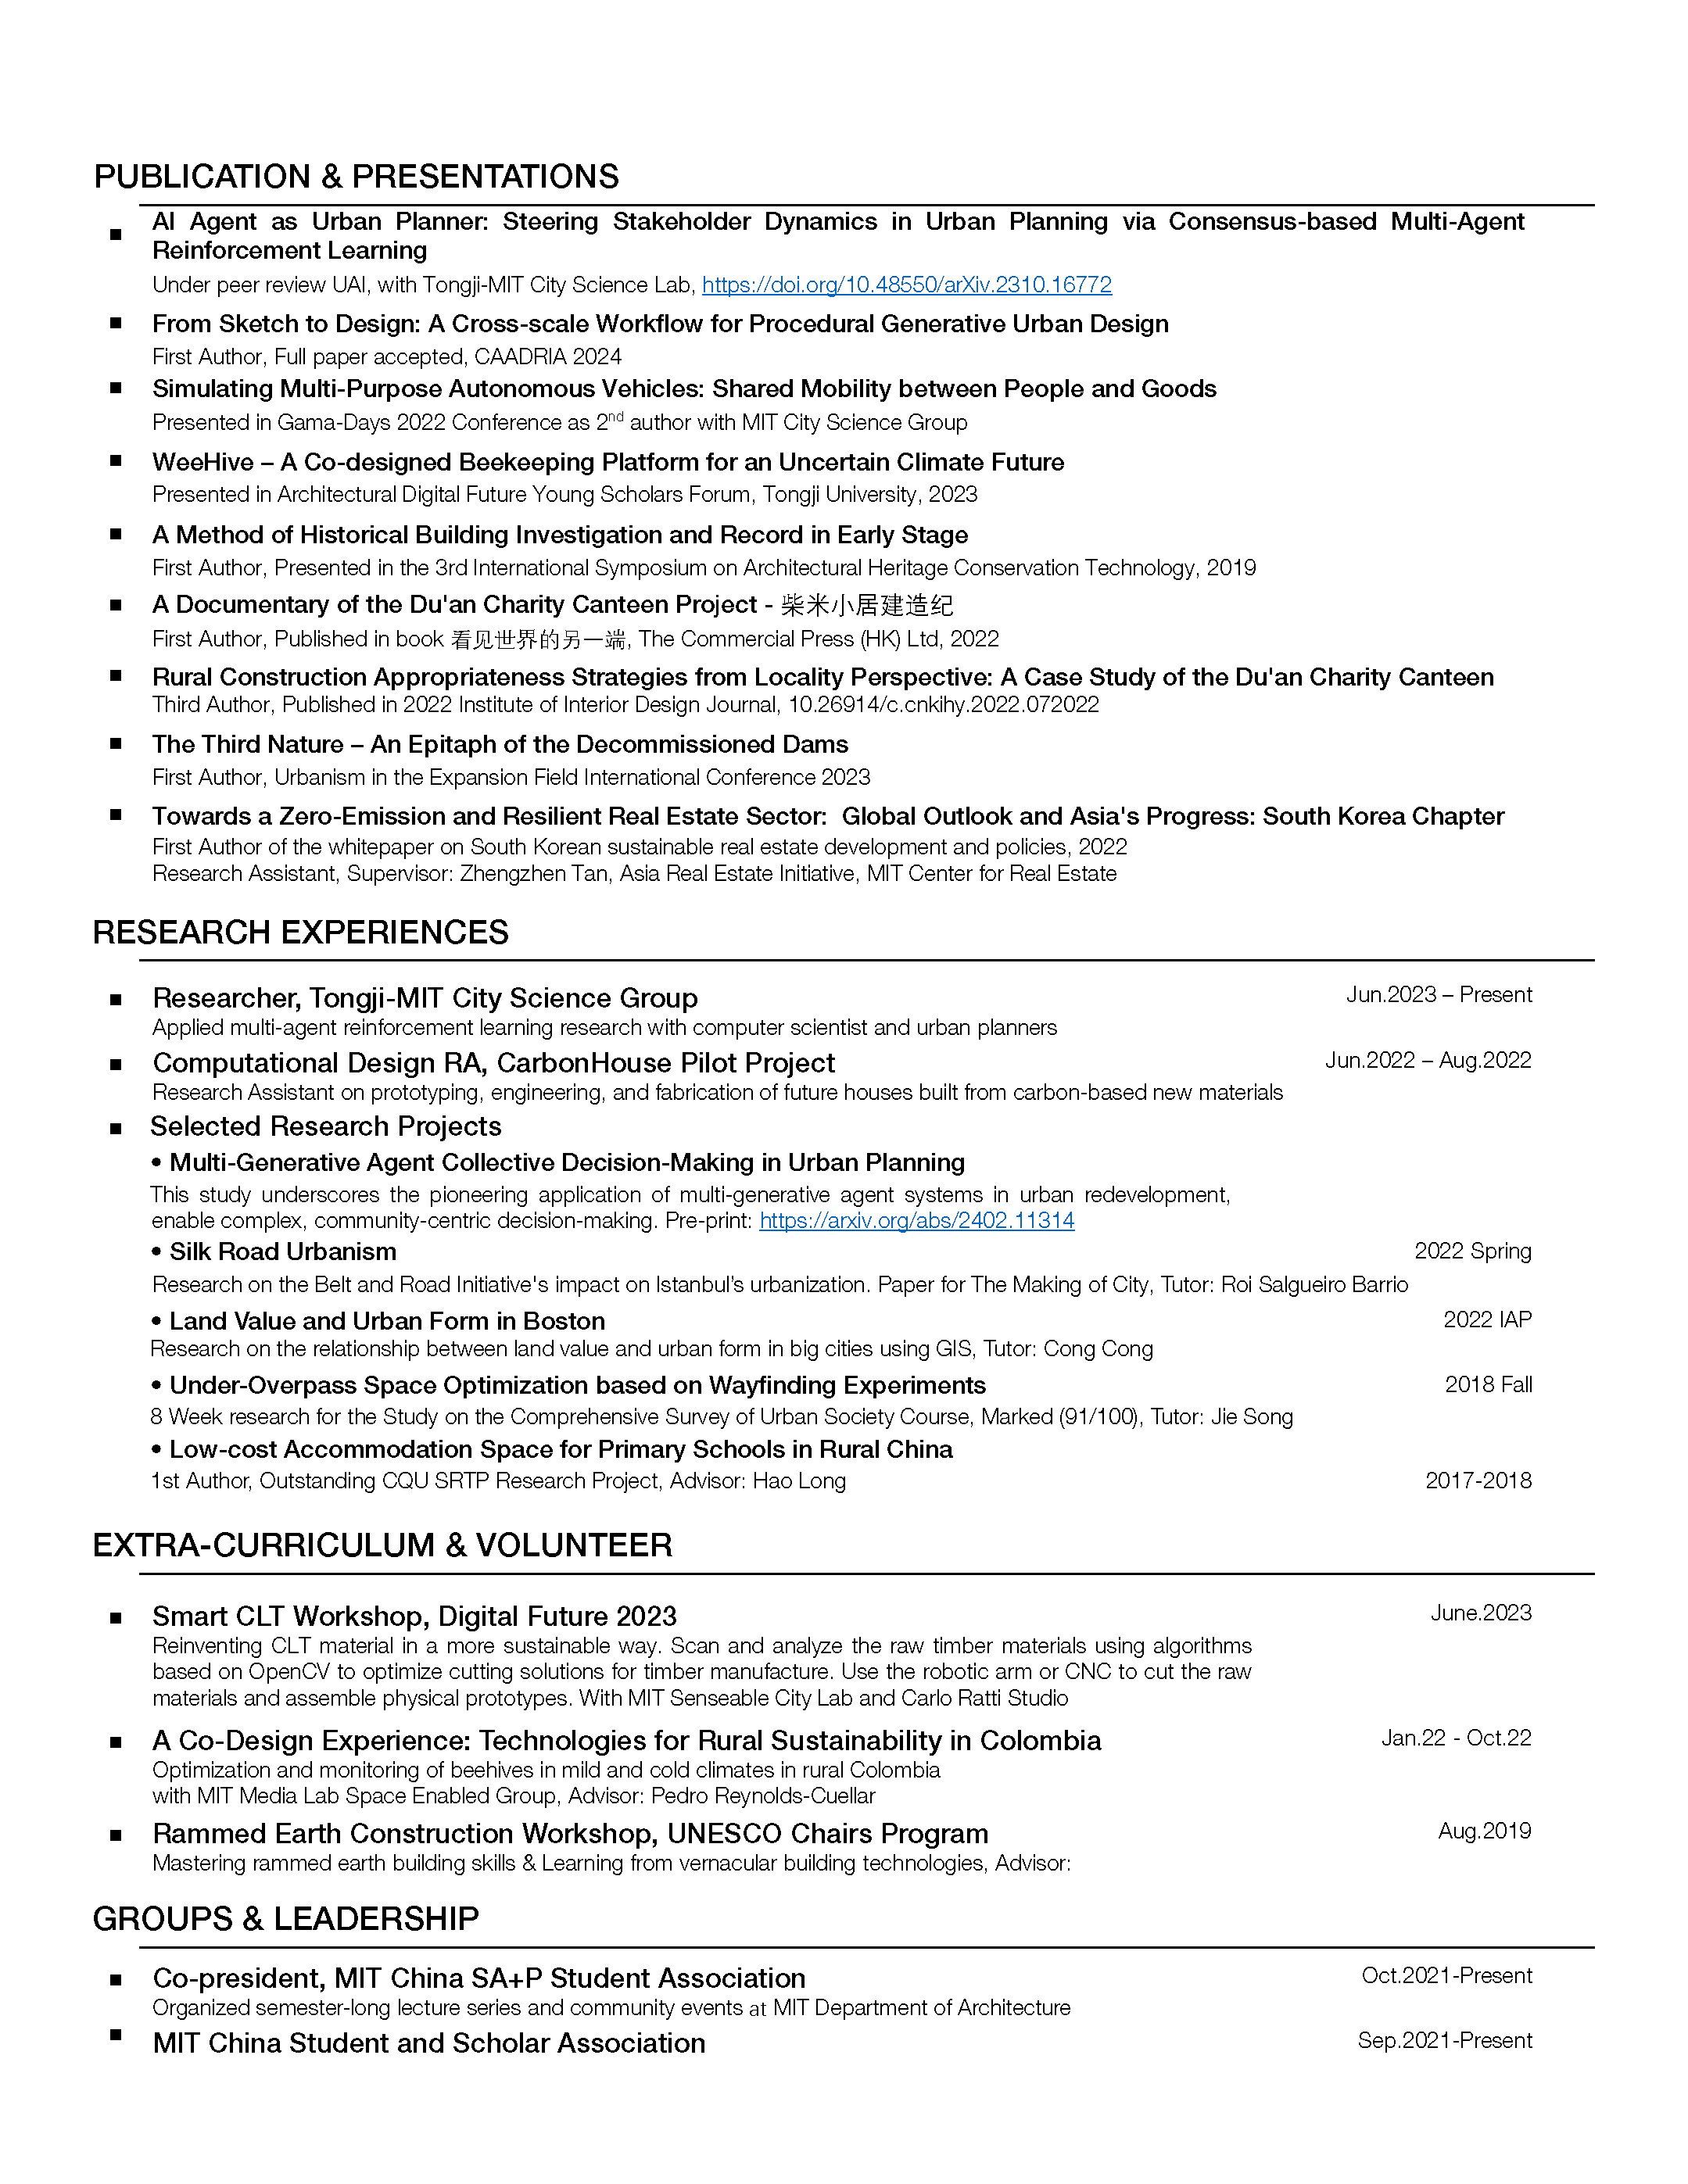 PUBLICATION & PRESENTATIONS
▪ AI Agent as Urban Planner: Steering Stakeholder Dynamics in Urban Planning via Consensus-based Multi-Agent
Reinforcement Learning
Under peer review UAI, with Tongji-MIT City Science Lab, https://doi.org/10.48550/arXiv.2310.16772
▪ From Sketch to Design: A Cross-scale Workflow for Procedural Generative Urban Design
First Author, Full paper accepted, CAADRIA 2024
▪ Simulating Multi-Purpose Autonomous Vehicles: Shared Mobility between People and Goods
Presented in Gama-Days 2022 Conference as 2nd author with MIT City Science Group
▪ WeeHive – A Co-designed Beekeeping Platform for an Uncertain Climate Future
Presented in Architectural Digital Future Young Scholars Forum, Tongji University, 2023
▪ A Method of Historical Building Investigation and Record in Early Stage
First Author, Presented in the 3rd International Symposium on Architectural Heritage Conservation Technology, 2019
▪ A Documentary of the Du'an Charity Canteen Project - 柴米小居建造纪
First Author, Published in book 看见世界的另一端, The Commercial Press (HK) Ltd, 2022
▪ Rural Construction Appropriateness Strategies from Locality Perspective: A Case Study of the Du'an Charity Canteen
Third Author, Published in 2022 Institute of Interior Design Journal, 10.26914/c.cnkihy.2022.072022
▪ The Third Nature – An Epitaph of the Decommissioned Dams
First Author, Urbanism in the Expansion Field International Conference 2023
▪ Towards a Zero-Emission and Resilient Real Estate Sector: Global Outlook and Asia's Progress: South Korea Chapter
First Author of the whitepaper on South Korean sustainable real estate development and policies, 2022
Research Assistant, Supervisor: Zhengzhen Tan, Asia Real Estate Initiative, MIT Center for Real Estate
RESEARCH EXPERIENCES
▪ Researcher, Tongji-MIT City Science Group Jun.2023 – Present
Applied multi-agent reinforcement learning research with computer scientist and urban planners
▪ Computational Design RA, CarbonHouse Pilot Project Jun.2022 – Aug.2022
Research Assistant on prototyping, engineering, and fabrication of future houses built from carbon-based new materials
▪ Selected Research Projects
• Multi-Generative Agent Collective Decision-Making in Urban Planning
This study underscores the pioneering application of multi-generative agent systems in urban redevelopment,
enable complex, community-centric decision-making. Pre-print: https://arxiv.org/abs/2402.11314
• Silk Road Urbanism 2022 Spring
Research on the Belt and Road Initiative's impact on Istanbul’s urbanization. Paper for The Making of City, Tutor: Roi Salgueiro Barrio
• Land Value and Urban Form in Boston 2022 IAP
Research on the relationship between land value and urban form in big cities using GIS, Tutor: Cong Cong
• Under-Overpass Space Optimization based on Wayfinding Experiments 2018 Fall
8 Week research for the Study on the Comprehensive Survey of Urban Society Course, Marked (91/100), Tutor: Jie Song
• Low-cost Accommodation Space for Primary Schools in Rural China
1st Author, Outstanding CQU SRTP Research Project, Advisor: Hao Long 2017-2018
EXTRA-CURRICULUM & VOLUNTEER
▪ Smart CLT Workshop, Digital Future 2023 June.2023
Reinventing CLT material in a more sustainable way. Scan and analyze the raw timber materials using algorithms
based on OpenCV to optimize cutting solutions for timber manufacture. Use the robotic arm or CNC to cut the raw
materials and assemble physical prototypes. With MIT Senseable City Lab and Carlo Ratti Studio
▪ A Co-Design Experience: Technologies for Rural Sustainability in Colombia Jan.22 - Oct.22
Optimization and monitoring of beehives in mild and cold climates in rural Colombia
with MIT Media Lab Space Enabled Group, Advisor: Pedro Reynolds-Cuellar
▪ Rammed Earth Construction Workshop, UNESCO Chairs Program Aug.2019
Mastering rammed earth building skills & Learning from vernacular building technologies, Advisor:
GROUPS & LEADERSHIP
▪ Co-president, MIT China SA+P Student Association Oct.2021-Present
Organized semester-long lecture series and community events at MIT Department of Architecture
▪ MIT China Student and Scholar Association Sep.2021-Present